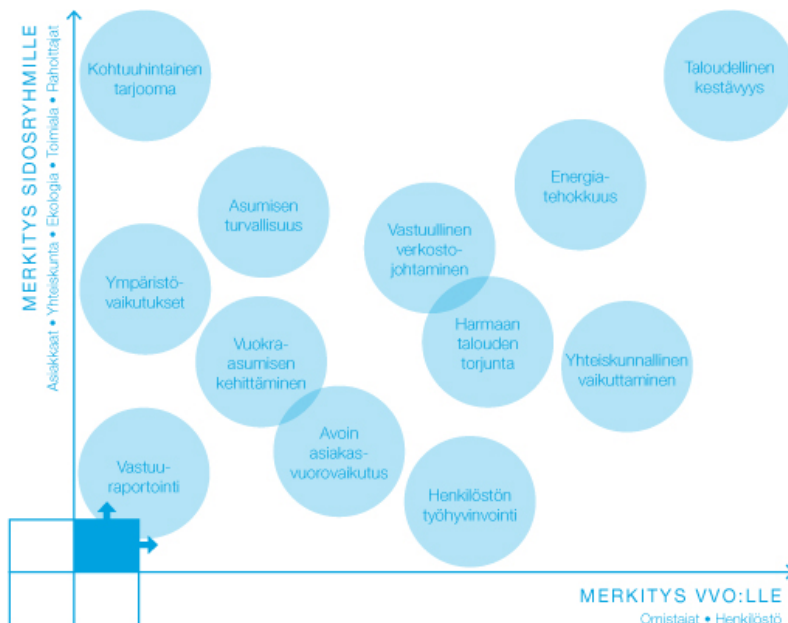 MERKITYS SIDOSRYHMILLE
Asiakkaat • Yhteiskunta • Ekologia • Toimiala • Rahoittajat
Kohtuuhintainen
tarjooma
Taloudellinen
kestävyys
Energia-
tehokkuus
Asumisen
turvallisuus
Vastuullinen
verkosto-
johtaminen
Ympäristö-
vaikutukset
Harmaan
talouden
torjunta
Vuokra-
asumisen
kehittäminen
Yhteiskunnallinen
vaikuttaminen
Avoin
asiakas-
vuorovaikutus
Vastuu-
raportointi
Henkilöstön
työhyvinvointi
MERKITYS VVO:LLE
Omistajat • Henkilöstö